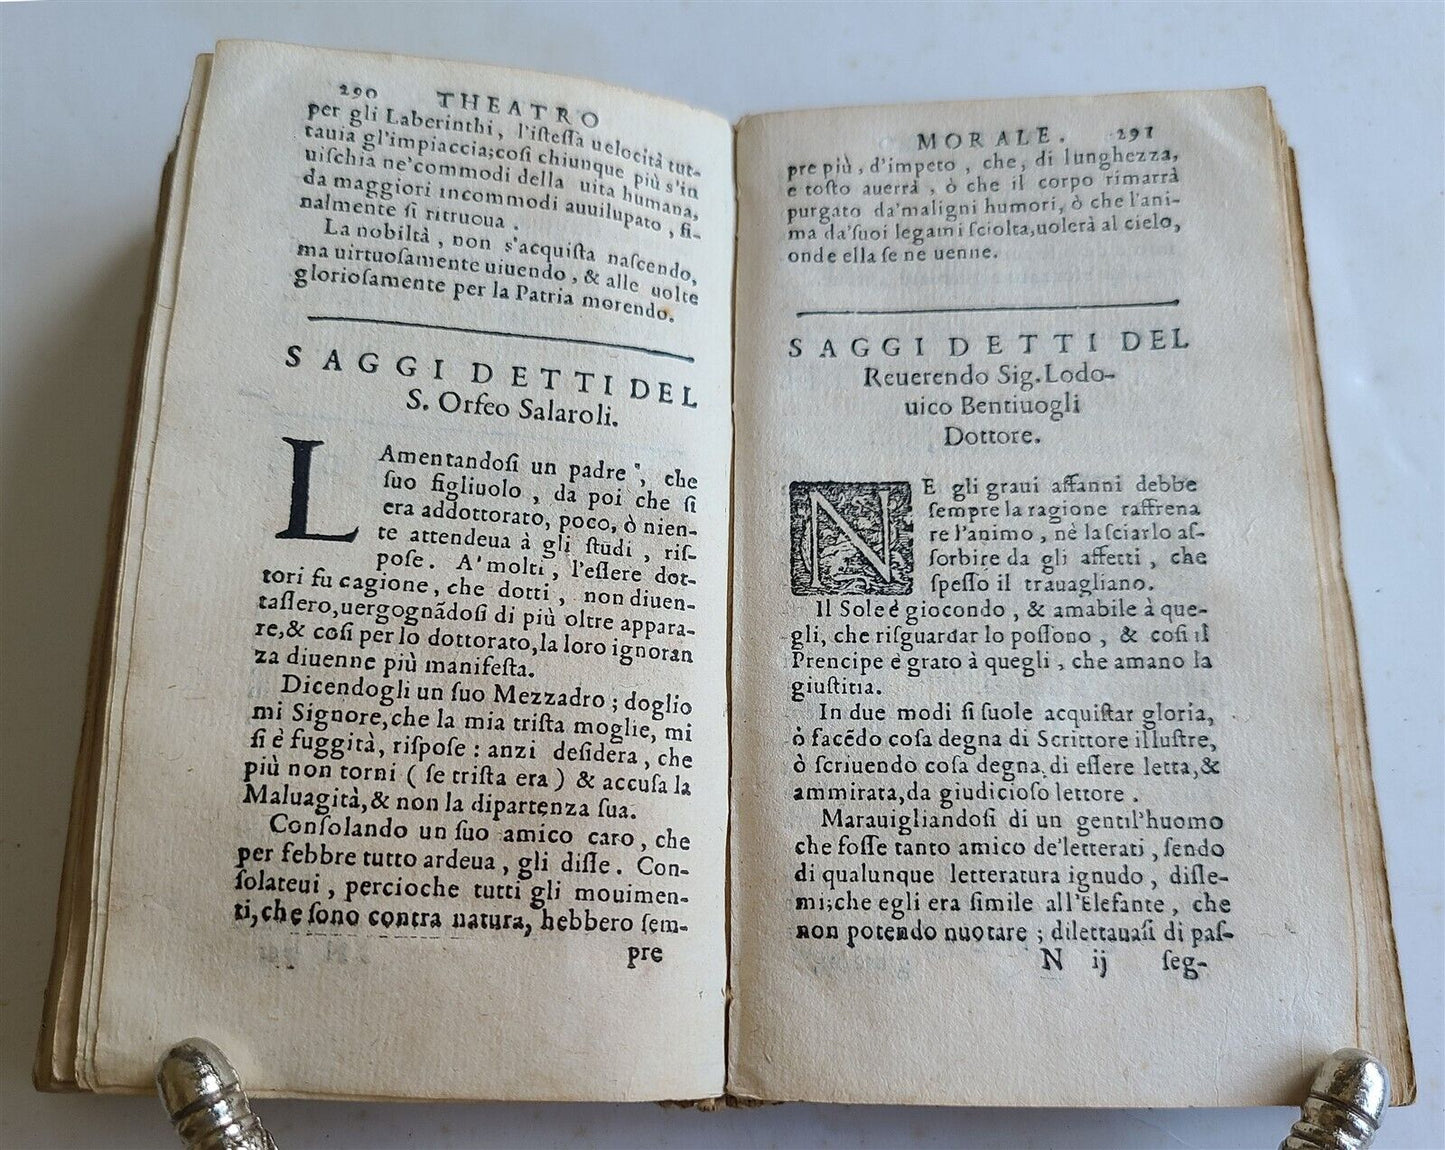 290 THEATRO
per gli Laberinthi, l'iſteſſa uelocità tut-
tauia gl'impiaccia;coſi chiunque più s'in
uiſchia ne'commodi della uita humana,
da maggiori incommodi auuilupato, fi-
nalmente ſi ritruoua.
La nobiltà, non s'acquiſta naſcendo,
ma uirtuoſamente uiuendo, & alle uolte
glorioſamente per la Patria morendo.
SAGGI DETTI DEL
S. Orfeo Salaroli.
LAmentandoſi un padre, che
ſuo figliuolo, da poi che ſi
era addottorato, poco, ò nien-
te attendeua à gli ſtudi, riſ-
poſe. A'molti, l'eſſere dot-
tori fu cagione, che dotti, non diuen-
taſſero,uergognãdoſi di più oltre appara-
re,& coſi per lo dottorato,la loro ignoran
za diuenne più manifeſta.
Dicendogli un ſuo Mezzadro; doglio
mi Signore,che la mia triſta moglie, mi
ſi è fuggità, riſpoſe: anzi deſidera, che
più non torni ( ſe triſta era ) & accuſa la
Maluagità,& non la dipartenza ſua.
Conſolando un ſuo amico caro, che
per febbre tutto ardeua, gli diſſe. Con-
ſolateui, percioche tutti gli mouimen-
ti,che ſono contra natura, hebbero ſem-
pre
MORALE. 291
pre più, d'impeto, che, di lunghezza,
e toſto auerrà, ò che il corpo rimarrà
purgato da'maligni humori, ò che l'ani-
ma da'ſuoi legami ſciolta,uolerà al cielo,
onde ella ſe ne uenne.
SAGGI DETTI DEL
Reuerendo Sig.Lodo-
uico Bentiuogli
Dottore.
NE gli graui affanni debbe
ſempre la ragione raffrena
re l'animo, nè laſciarlo aſ-
ſorbire da gli affetti, che
ſpeſſo il trauagliano.
Il Sole è giocondo, & amabile à que-
gli, che riſguardar lo poſſono, & coſi il
Prencipe è grato à quegli, che amano la
giuſtitia.
In due modi ſi ſuole acquiſtar gloria,
ò facẽdo coſa degna di Scrittore illuſtre,
ò ſcriuendo coſa degna di eſſere letta,&
ammirata,da giudicioſo lettore.
Marauigliandoſi di un gentil'huomo
che foſſe tanto amico de'letterati, ſendo
di qualunque letteratura ignudo, diſſe-
mi;che egli era ſimile all'Elefante, che
non potendo nuotare; dilettauaſi di paſ-
N ij ſeg-